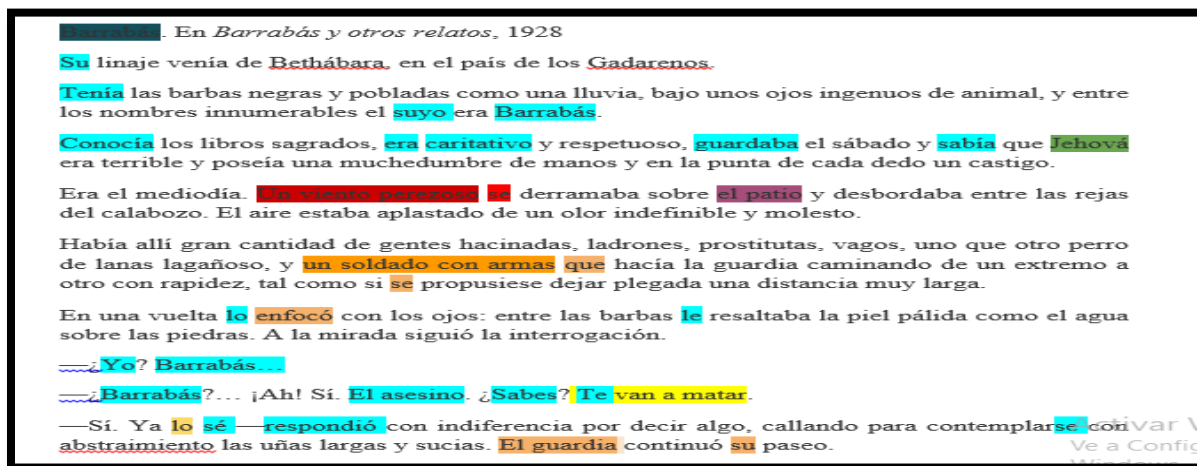 Barrabás. En Barrabás y otros relatos, 1928
Su linaje venía de Bethábara, en el país de los Gadarenos.
Tenía las barbas negras y pobladas como una lluvia, bajo unos ojos ingenuos de animal, y entre
los nombres innumerables el suyo era Barrabás.
Conocía los libros sagrados, era caritativo y respetuoso, guardaba el sábado y sabía que Jehová
era terrible y poseía una muchedumbre de manos y en la punta de cada dedo un castigo.
Era el mediodía. Un viento perezoso se derramaba sobre el patio y desbordaba entre las rejas
del calabozo. El aire estaba aplastado de un olor indefinible y molesto.
Había allí gran cantidad de gentes hacinadas, ladrones, prostitutas, vagos, uno que otro perro
de lanas lagañoso, y un soldado con armas que hacía la guardia caminando de un extremo a
otro con rapidez, tal como si se propusiese dejar plegada una distancia muy larga.
En una vuelta lo enfocó con los ojos: entre las barbas le resaltaba la piel pálida como el agua
sobre las piedras. A la mirada siguió la interrogación.
—¿Yo? Barrabás...
—¿Barrabás?... ¡Ah! Sí. El asesino. ¿Sabes? Te van a matar.
—Sí. Ya lo sé —respondió con indiferencia por decir algo, callando para contemplarse con
abstraimiento las uñas largas y sucias. El guardia continuó su paseo.
Ve a Config